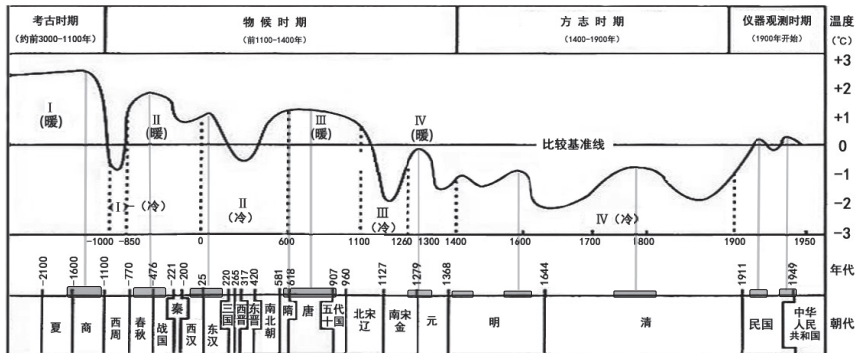 考古时期
(约前3000-1100年)
物候时期
(前1100-1400年)
方志时期
(1400-1900年)
仪器观测时期
(1900年开始)
温度
(℃)
+3
+2
+1
0
-1
-2
-3
Ⅰ
(暖)
Ⅱ
(暖)
Ⅲ
(暖)
Ⅳ
(暖)
比较基准线
Ⅰ (冷)
Ⅱ
(冷)
Ⅲ
(冷)
Ⅳ (冷)
-1000 -850 0 600 1100 1260 1300 1400 1600 1700 1800 1900 1950
年代
-2100 -1600 -1100 -770 -476 -221 -200 25 220 265 317 420 581 618 907 960 1127 1279 1368 1644 1911 1949
夏 商 西周 春秋 战国 秦 西汉 东汉 三国 西晋 东晋 南北朝 隋 唐 五代十国 北宋辽 南宋金 元 明 清 民国 中华人民共和国
朝代